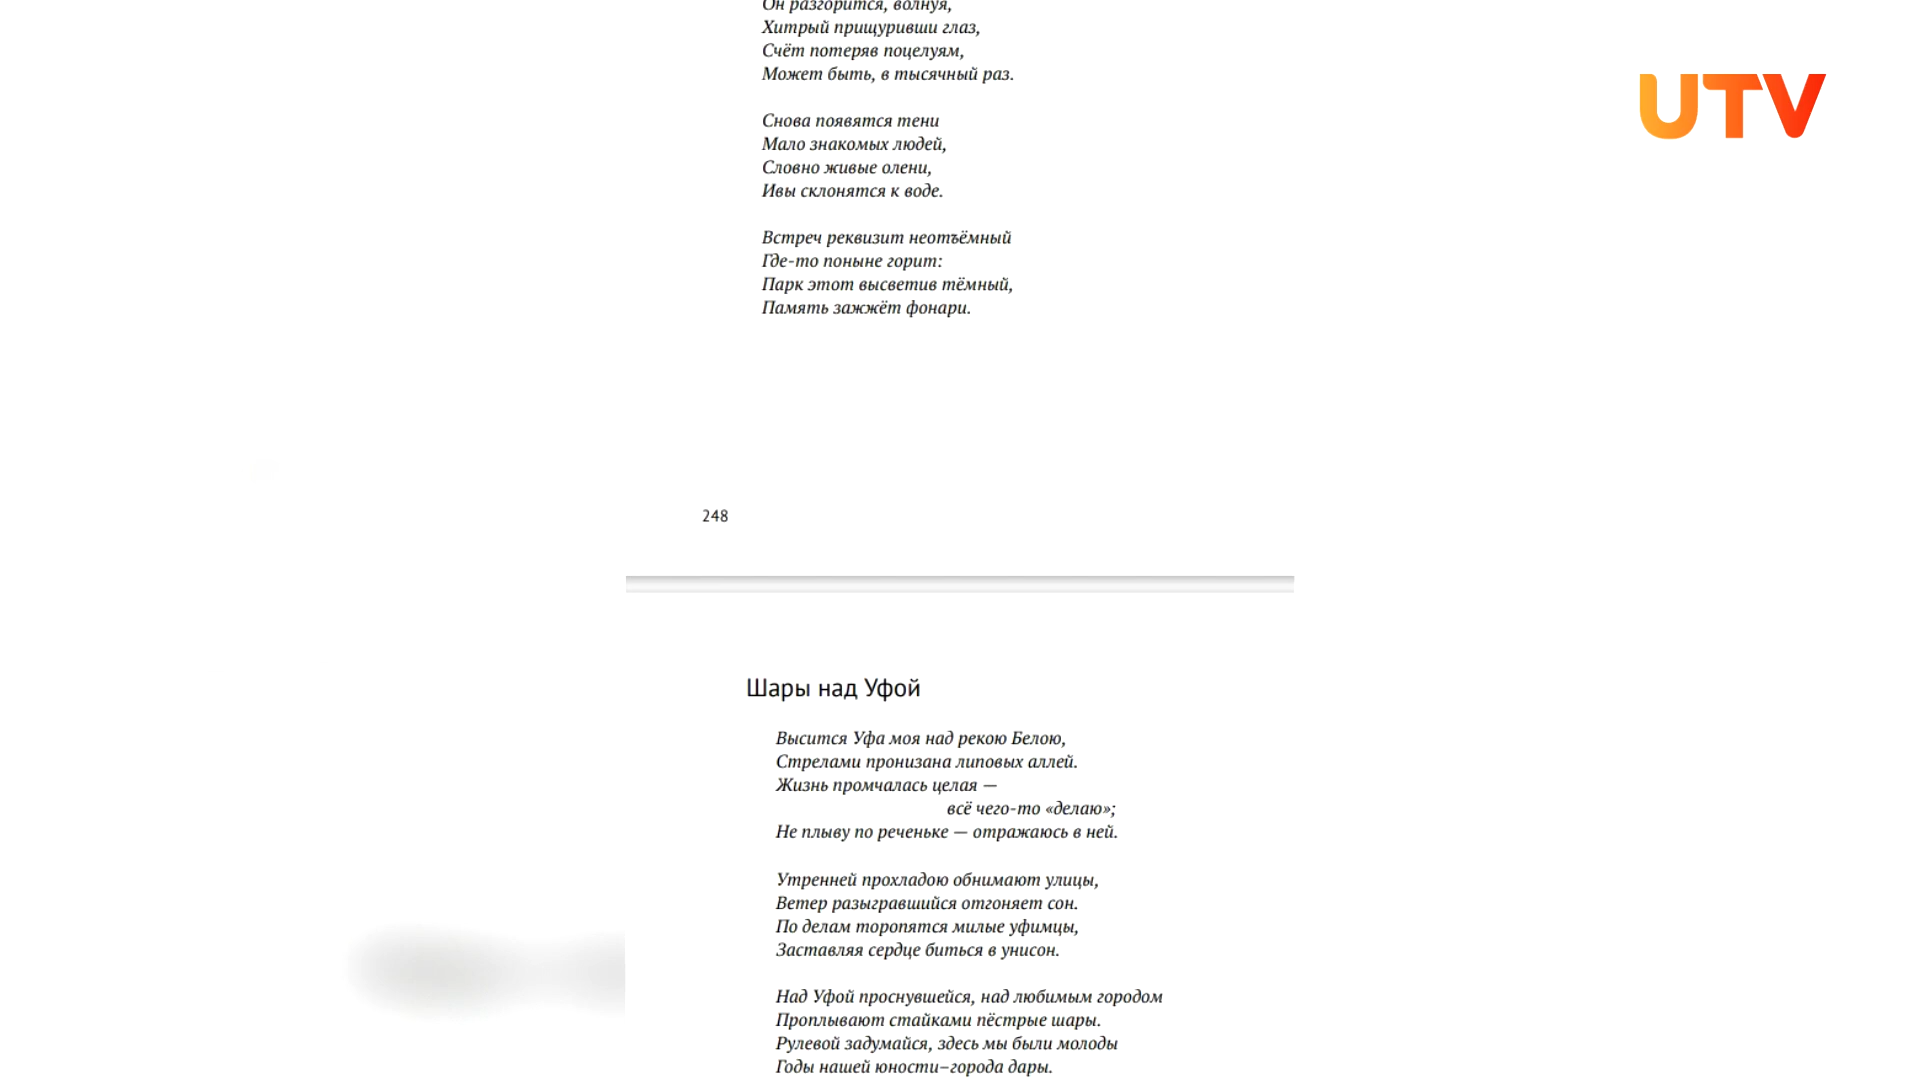 Он разгорится, волнуя,
Хитрый прищуривши глаз,
Счёт потеряв поцелуям,
Может быть, в тысячный раз.
Снова появятся тени
Мало знакомых людей,
Словно живые олени,
Ивы склонятся к воде.
Встреч реквизит неотъёмный
Где-то поныне горит:
Парк этот высветив тёмный,
Память зажжёт фонари.
248
UTV
Шары над Уфой
Высится Уфа моя над рекою Белою,
Стрелами пронизана липовых аллей.
Жизнь промчалась целая —
всё чего-то «делаю»;
Не плыву по реченьке — отражаюсь в ней.
Утренней прохладою обнимают улицы,
Ветер разыгравшийся отгоняет сон.
По делам торопятся милые уфимцы,
Заставляя сердце биться в унисон.
Над Уфой проснувшейся, над любимым городом
Проплывают стайками пёстрые шары.
Рулевой задумайся, здесь мы были молоды
Годы нашей юности–города дары.